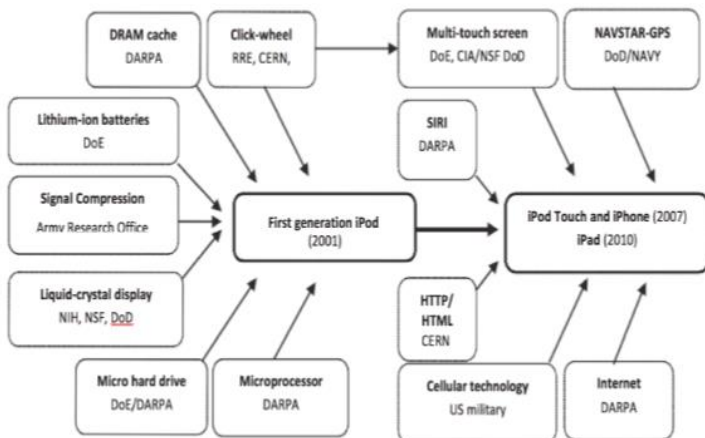 DRAM cache
DARPA
Click-wheel
RRE, CERN,
Multi-touch screen
DoE, CIA/NSF DoD
NAVSTAR-GPS
DoD/NAVY
Lithium-ion batteries
DoE
SIRI
DARPA
Signal Compression
Army Research Office
First generation iPod
(2001)
iPod Touch and iPhone (2007)
iPad (2010)
Liquid-crystal display
NIH, NSF, DoD
HTTP/
HTML
CERN
Micro hard drive
DoE/DARPA
Microprocessor
DARPA
Cellular technology
US military
Internet
DARPA